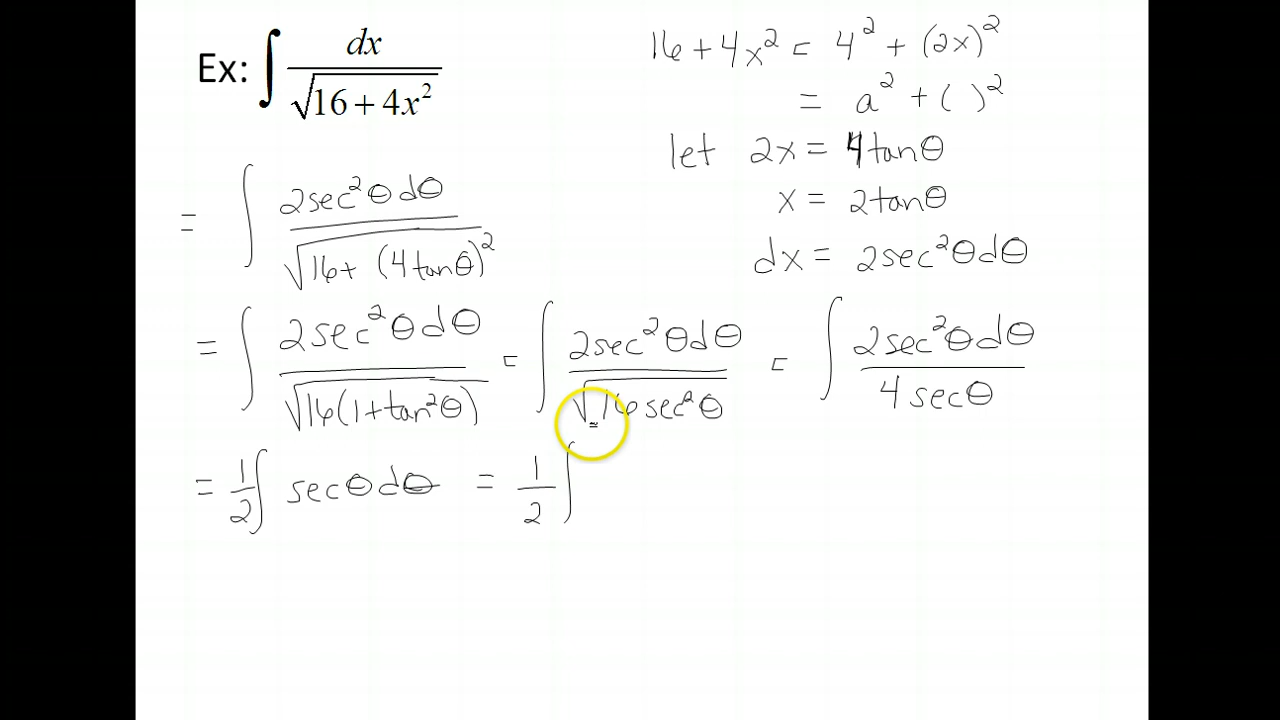 Ex: ∫ dx / √(16 + 4x²)
16 + 4x² = 4² + (2x)²
= a² + ( )²
let 2x = 4tanθ
x = 2tanθ
dx = 2sec²θdθ
= ∫ 2sec²θdθ / √(16 + (4tanθ)²)
= ∫ 2sec²θdθ / √(16(1+tan²θ)) = ∫ 2sec²θdθ / √(16sec²θ) = ∫ 2sec²θdθ / 4secθ
= 1/2 ∫ secθdθ = 1/2 ∫